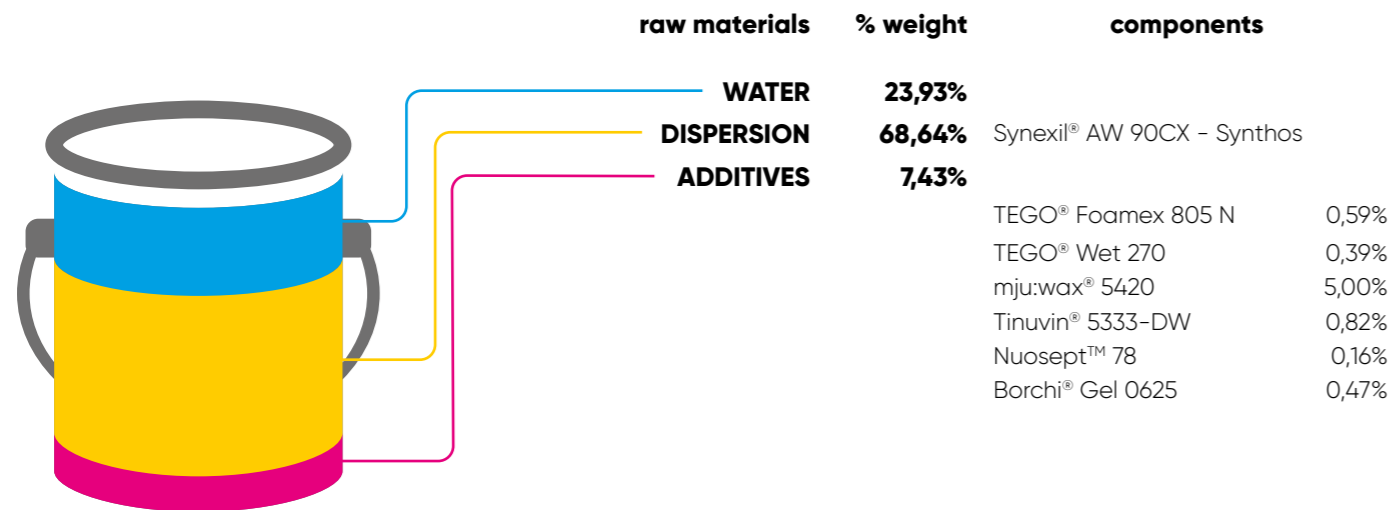 raw materials % weight components
WATER 23,93%
DISPERSION 68,64% Synexil® AW 90CX - Synthos
ADDITIVES 7,43%
TEGO® Foamex 805 N 0,59%
TEGO® Wet 270 0,39%
mju:wax® 5420 5,00%
Tinuvin® 5333-DW 0,82%
Nuosept™ 78 0,16%
Borchi® Gel 0625 0,47%